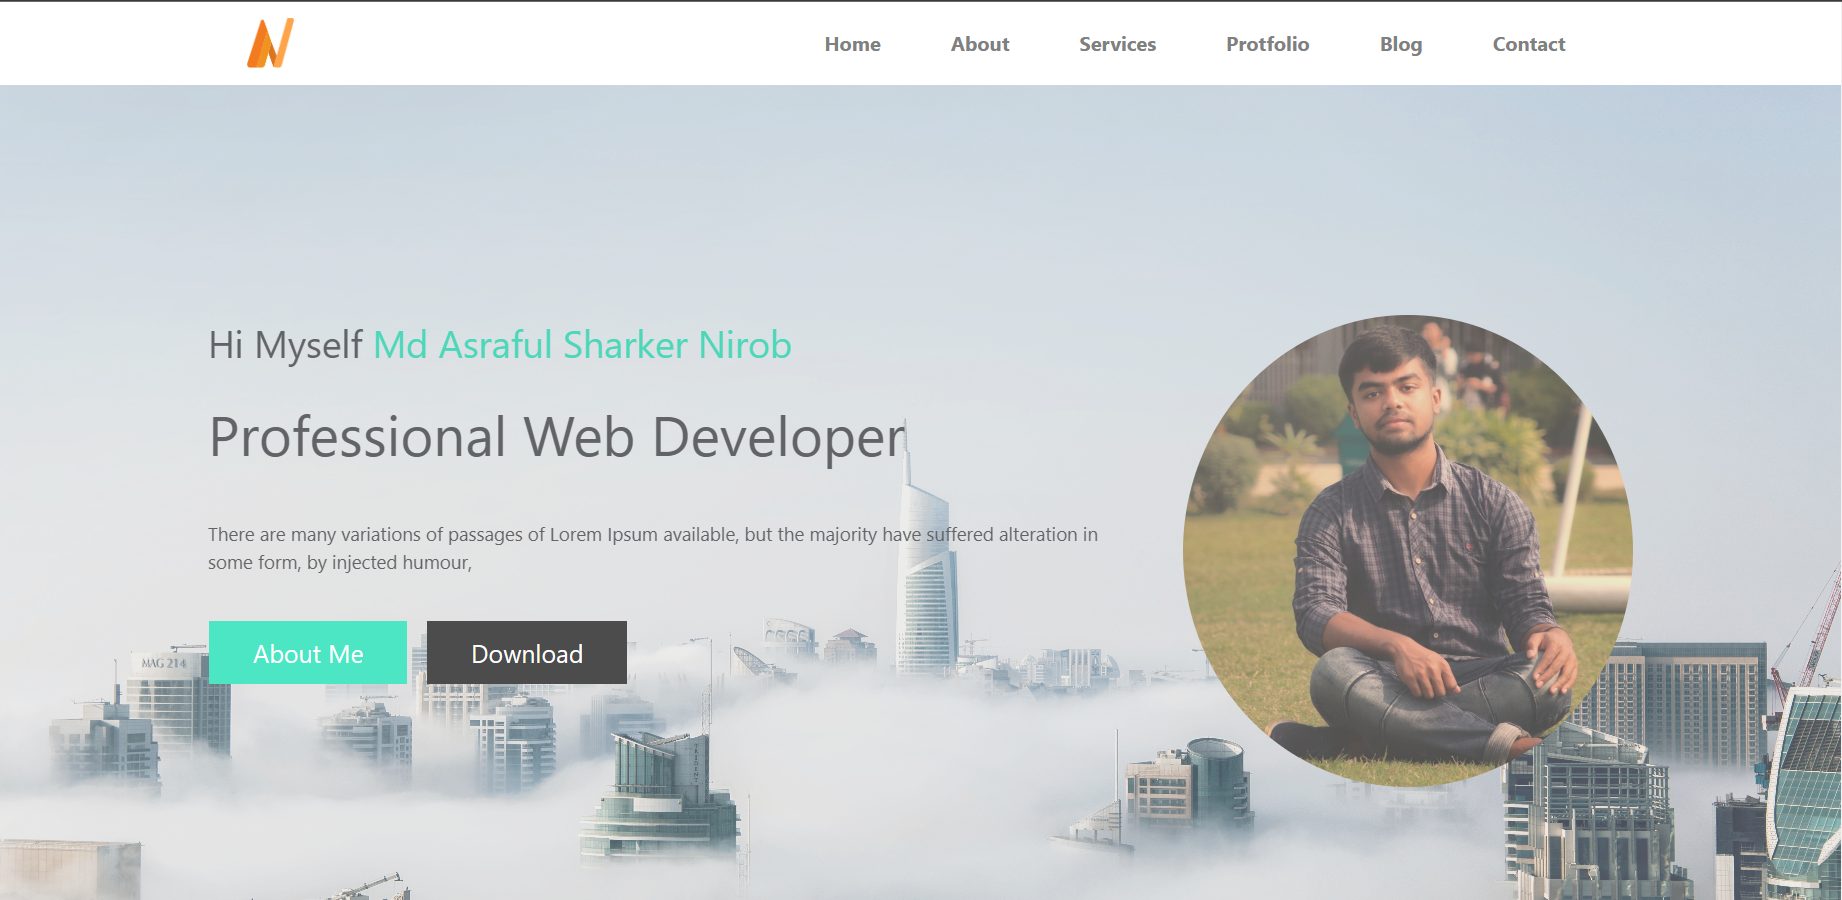 Home About Services Protfolio Blog Contact
Hi Myself Md Asraful Sharker Nirob
Professional Web Developer
There are many variations of passages of Lorem Ipsum available, but the majority have suffered alteration in
some form, by injected humour,
About Me Download
MAG 214